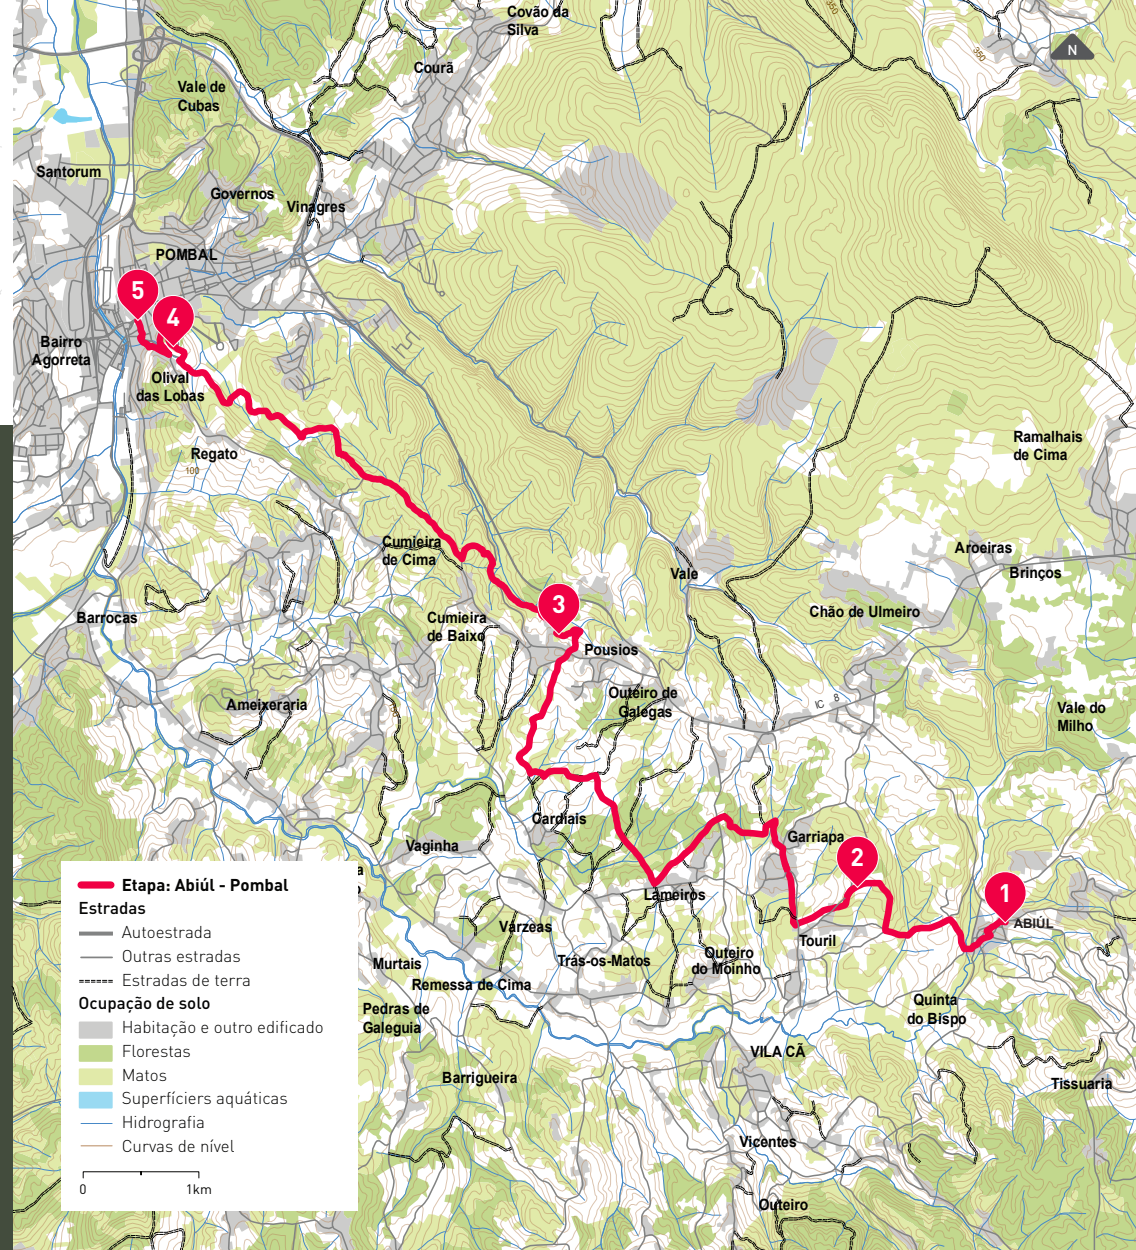 Covão da
Silva
350
350
N
Courã
Vale de
Cubas
Santorum
Governos
Vinagres
POMBAL
5
4
Bairro
Agorreta
Olival
das Lobas
Regato
100
Ramalhais
de Cima
Cumieira
de Cima
Aroeiras
Brinços
Vale
3
Chão de Ulmeiro
Barrocas
Cumieira
de Baixo
Pousios
Outeiro de
Galegas
IC 8
Ameixeraria
Vale do
Milho
Cardiais
Garriapa
Vaginha
2
Lameiros
1
ABIÚL
Várzeas
Touril
Trás-os-Matos
Outeiro
do Moinho
Murtais
Remessa de Cima
Quinta
do Bispo
Pedras de
Galeguia
VILA CÃ
Barrigueira
Tissuaria
Vicentes
Outeiro
Etapa: Abiúl - Pombal
Estradas
Autoestrada
Outras estradas
Estradas de terra
Ocupação de solo
Habitação e outro edificado
Florestas
Matos
Superfíciers aquáticas
Hidrografia
Curvas de nível
0 1km